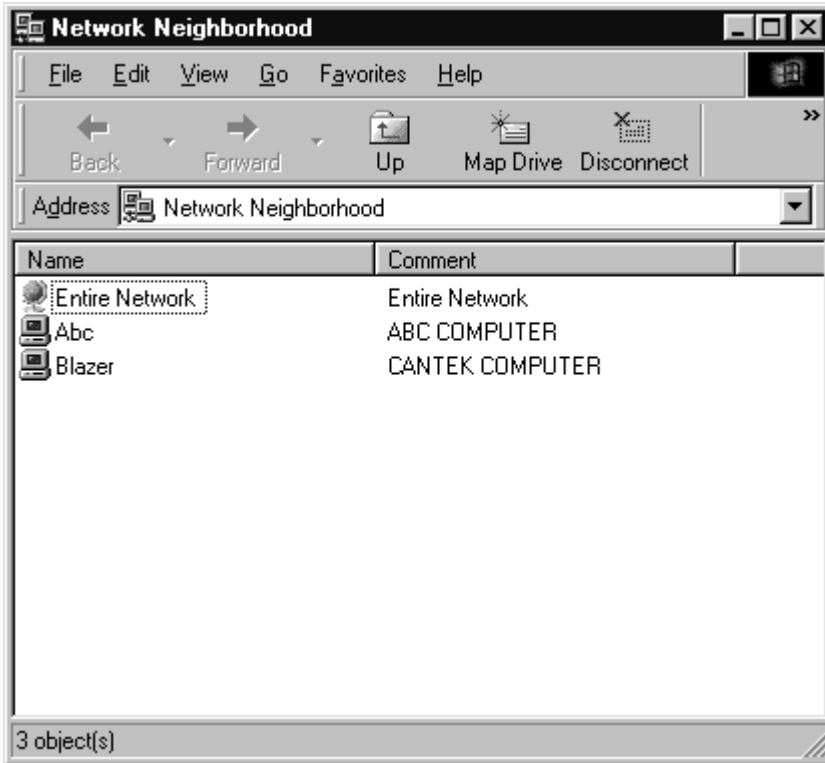 Network Neighborhood
File Edit View Go Favorites Help
Back Forward Up Map Drive Disconnect »
Address Network Neighborhood
Name Comment
Entire Network Entire Network
Abc ABC COMPUTER
Blazer CANTEK COMPUTER
3 object(s)